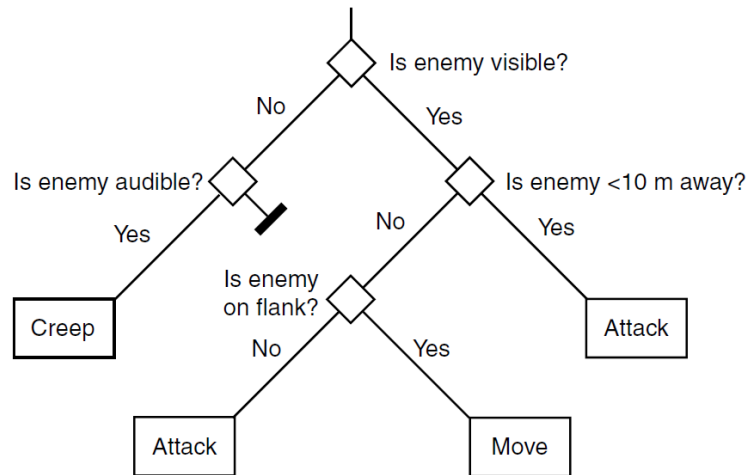 Is enemy visible?
No
Yes
Is enemy audible?
Is enemy <10 m away?
Yes
No
Yes
Is enemy
on flank?
Creep
Attack
No
Yes
Attack
Move